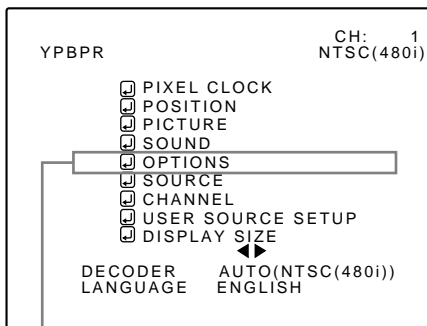 CH: 1
YPBPR NTSC(480i)
PIXEL CLOCK
POSITION
PICTURE
SOUND
OPTIONS
SOURCE
CHANNEL
USER SOURCE SETUP
DISPLAY SIZE
DECODER AUTO(NTSC(480i))
LANGUAGE ENGLISH